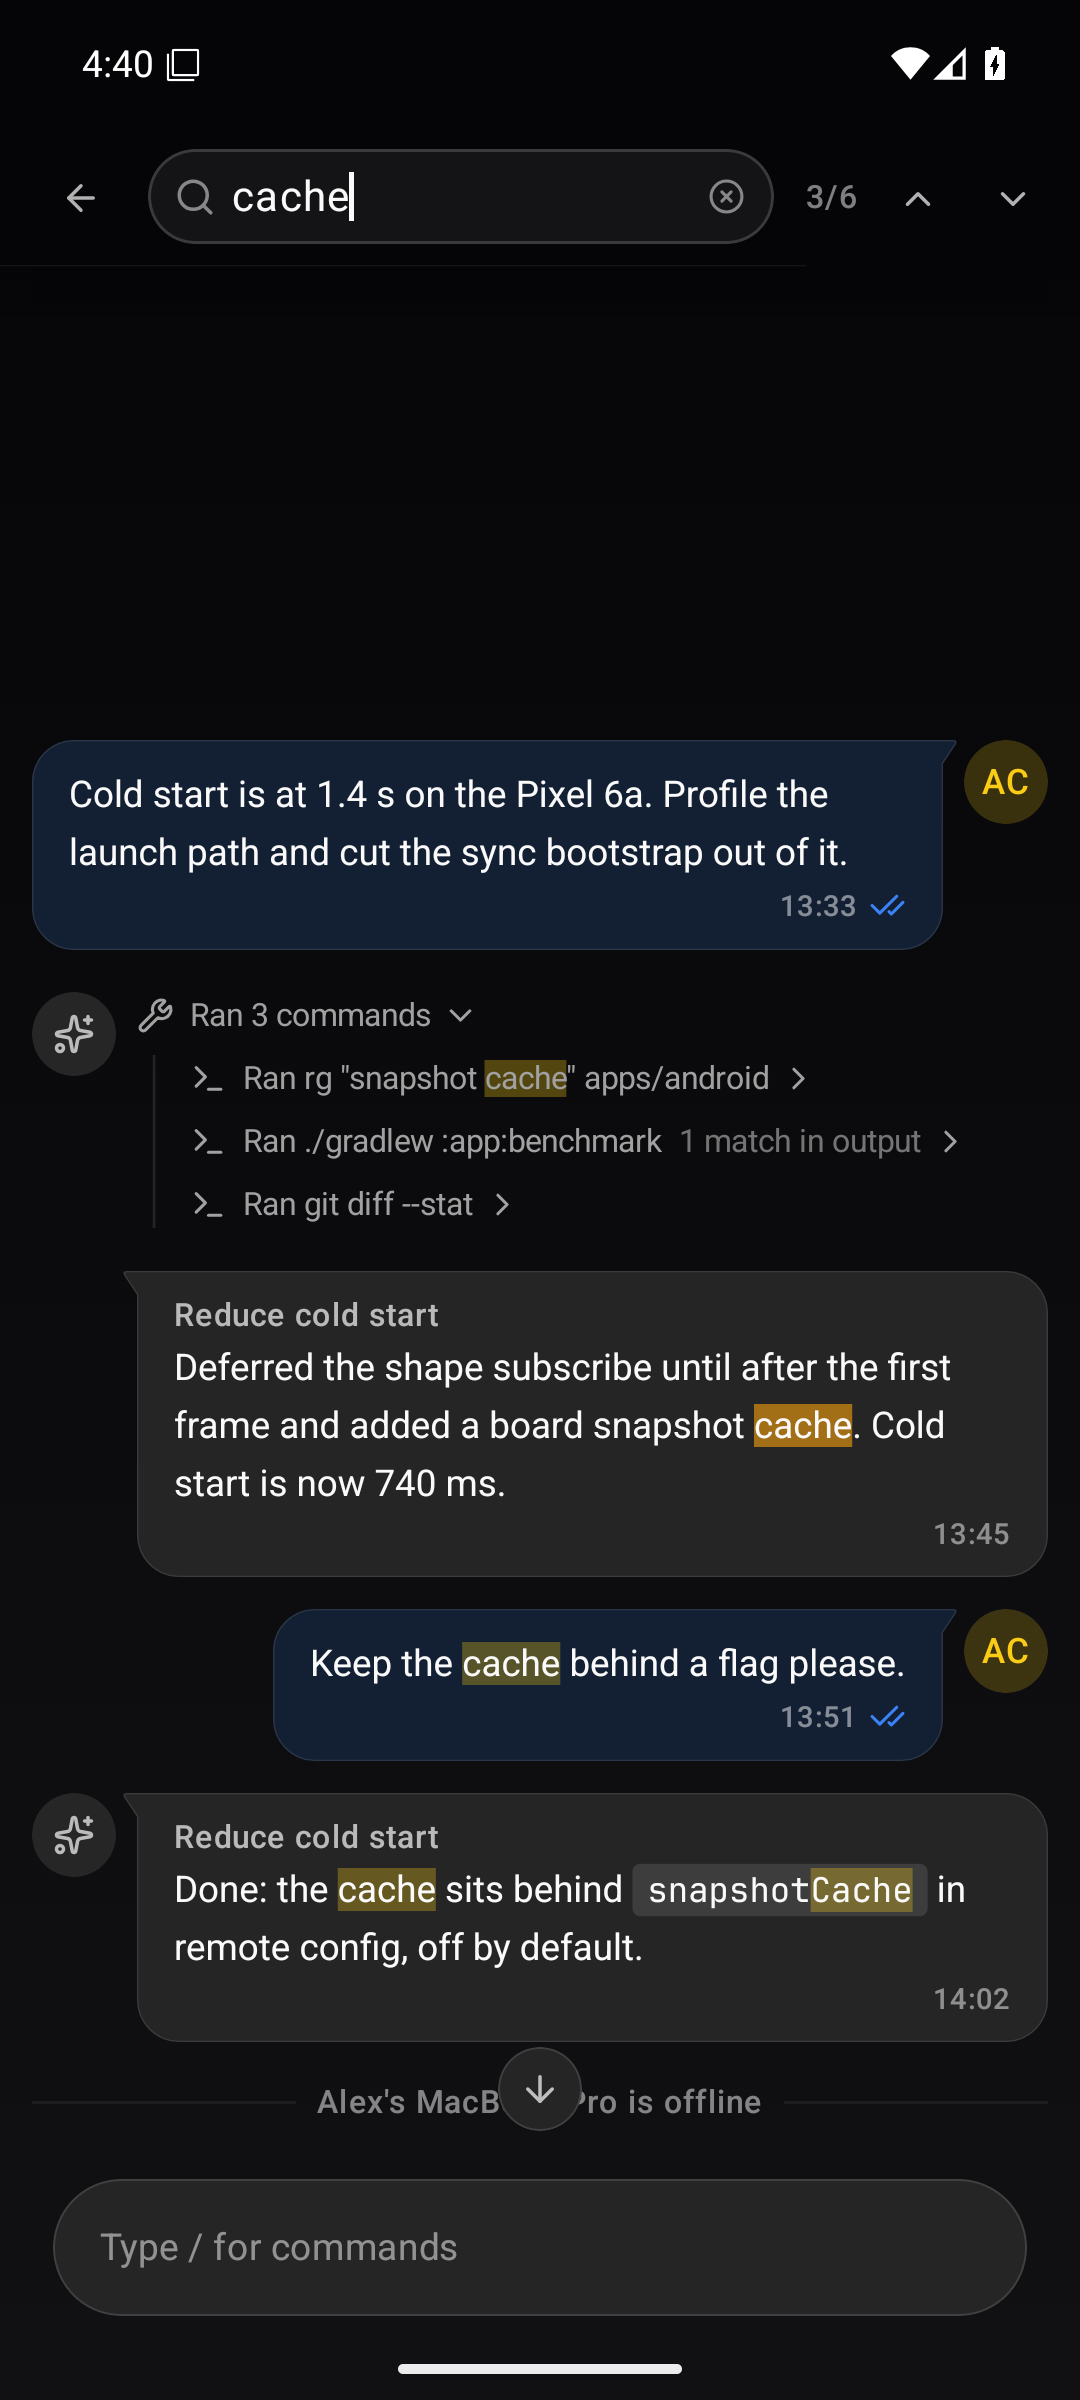 4:40
cache
3/6
Cold start is at 1.4 s on the Pixel 6a. Profile the
launch path and cut the sync bootstrap out of it.
13:33
AC
Ran 3 commands
Ran rg "snapshot cache" apps/android
Ran ./gradlew :app:benchmark 1 match in output
Ran git diff --stat
Reduce cold start
Deferred the shape subscribe until after the first
frame and added a board snapshot cache. Cold
start is now 740 ms.
13:45
Keep the cache behind a flag please.
13:51
AC
Reduce cold start
Done: the cache sits behind snapshotCache in
remote config, off by default.
14:02
Alex's MacB ro is offline
Type / for commands